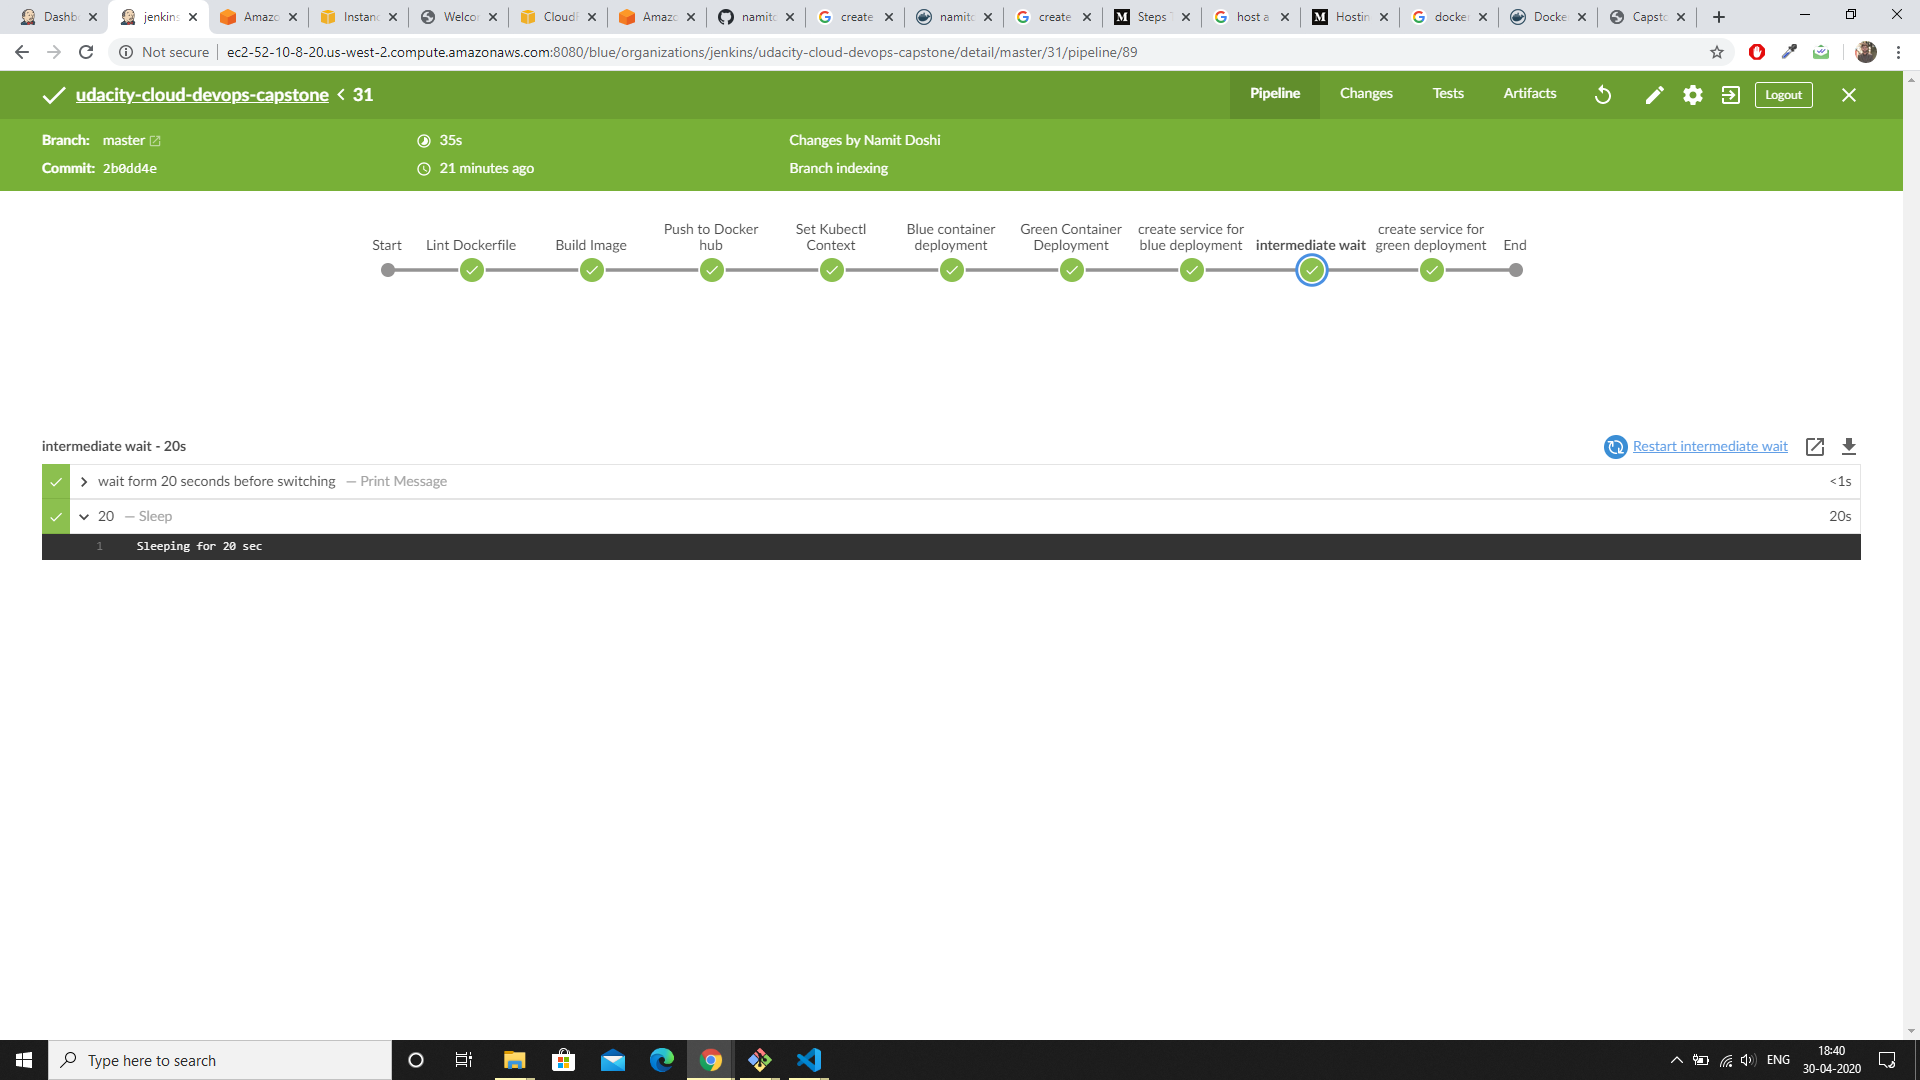 Dashb
jenkins
Amazo
Instanc
Welcor
CloudF
Amazo
namitd
create
namitd
create
Steps T
host a
Hostin
docker
Docke
Capsto
Not secure
ec2-52-10-8-20.us-west-2.compute.amazonaws.com:8080/blue/organizations/jenkins/udacity-cloud-devops-capstone/detail/master/31/pipeline/89
udacity-cloud-devops-capstone < 31
Pipeline
Changes
Tests
Artifacts
Logout
Branch: master
35s
Changes by Namit Doshi
Commit: 2b0dd4e
21 minutes ago
Branch indexing
Start
Lint Dockerfile
Build Image
Push to Docker
hub
Set Kubectl
Context
Blue container
deployment
Green Container
Deployment
create service for
blue deployment
intermediate wait
create service for
green deployment
End
intermediate wait - 20s
Restart intermediate wait
wait form 20 seconds before switching — Print Message
<1s
20 — Sleep
20s
1 Sleeping for 20 sec
Type here to search
ENG
18:40
30-04-2020